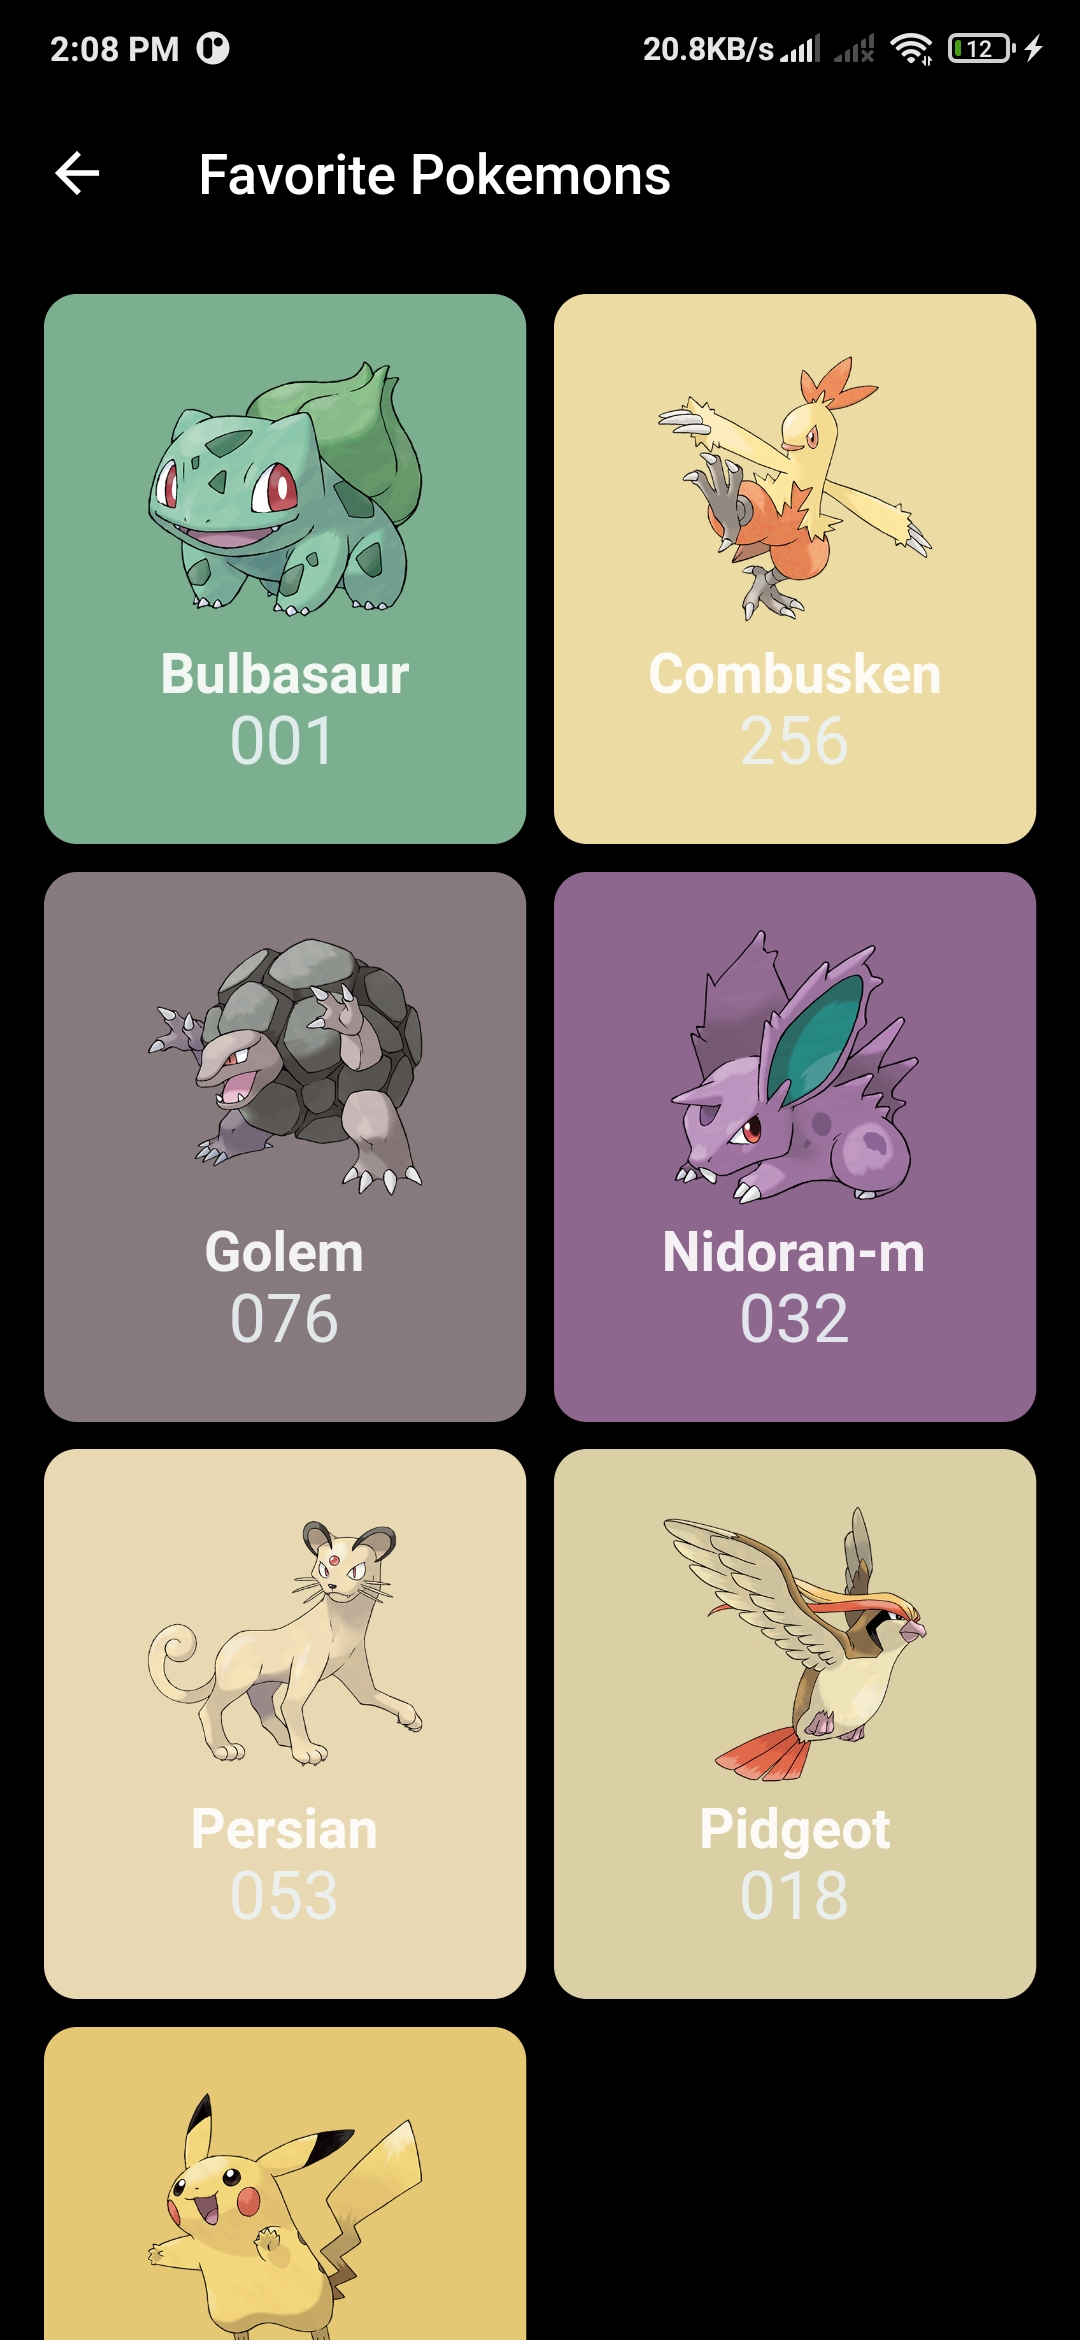 2:08 PM 20.8KB/s 12
Favorite Pokemons
Bulbasaur
001
Combusken
256
Golem
076
Nidoran-m
032
Persian
053
Pidgeot
018